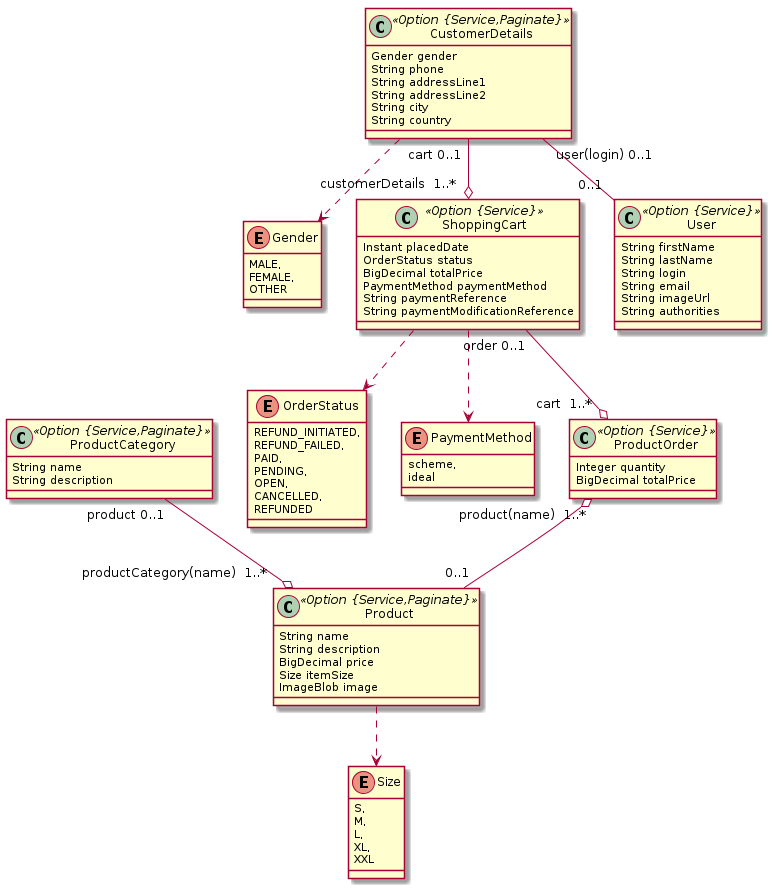 C «Option {Service,Paginate}»
CustomerDetails
Gender gender
String phone
String addressLine1
String addressLine2
String city
String country
cart 0..1
user(login) 0..1
customerDetails 1..*
0..1
E Gender
MALE,
FEMALE,
OTHER
C «Option {Service}»
ShoppingCart
Instant placedDate
OrderStatus status
BigDecimal totalPrice
PaymentMethod paymentMethod
String paymentReference
String paymentModificationReference
C «Option {Service}»
User
String firstName
String lastName
String login
String email
String imageUrl
String authorities
order 0..1
cart 1..*
C «Option {Service,Paginate}»
ProductCategory
String name
String description
E OrderStatus
REFUND_INITIATED,
REFUND_FAILED,
PAID,
PENDING,
OPEN,
CANCELLED,
REFUNDED
E PaymentMethod
scheme,
ideal
C «Option {Service}»
ProductOrder
Integer quantity
BigDecimal totalPrice
product 0..1
product(name) 1..*
productCategory(name) 1..*
0..1
C «Option {Service,Paginate}»
Product
String name
String description
BigDecimal price
Size itemSize
ImageBlob image
E Size
S,
M,
L,
XL,
XXL